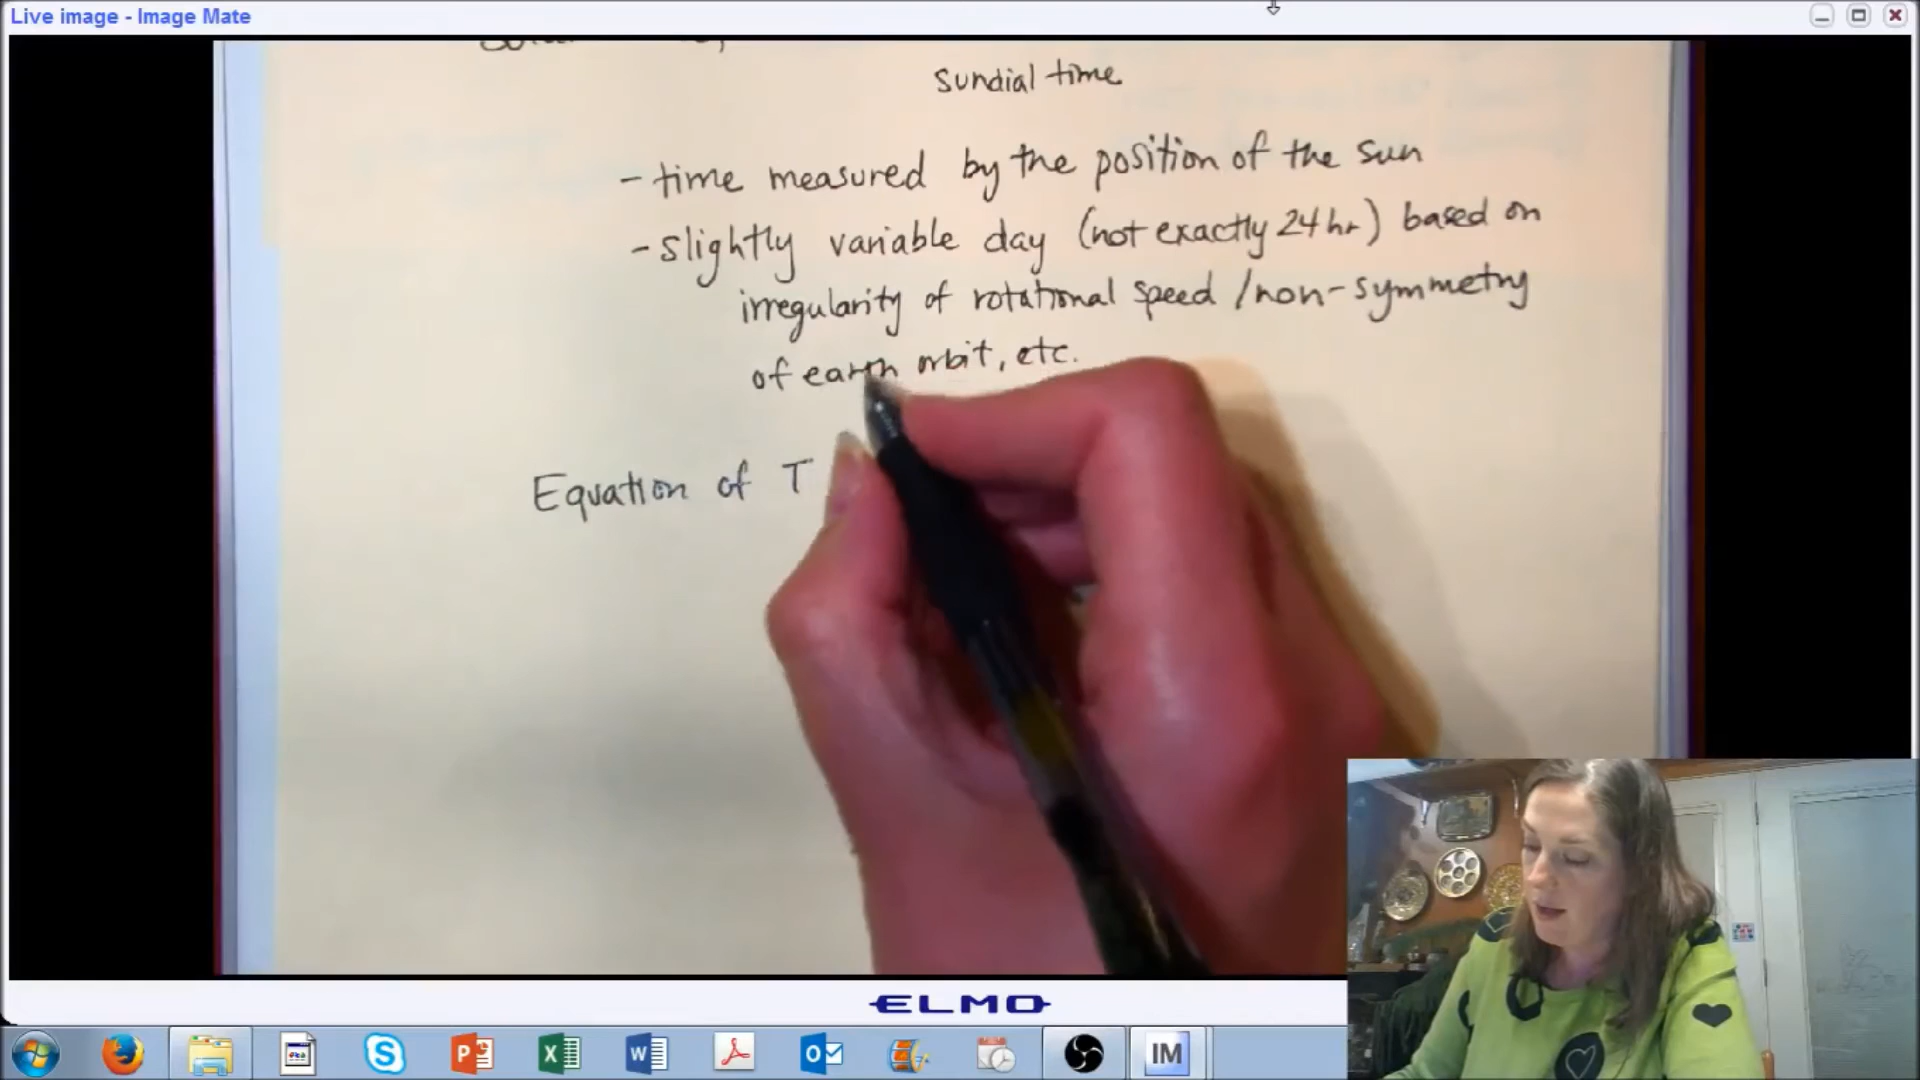 Live image - Image Mate
sundial time
- time measured by the position of the sun
- slightly variable day (not exactly 24 hr) based on
irregularity of rotational speed / non-symmetry
of earth orbit, etc.
Equation of T
ELMO
IM